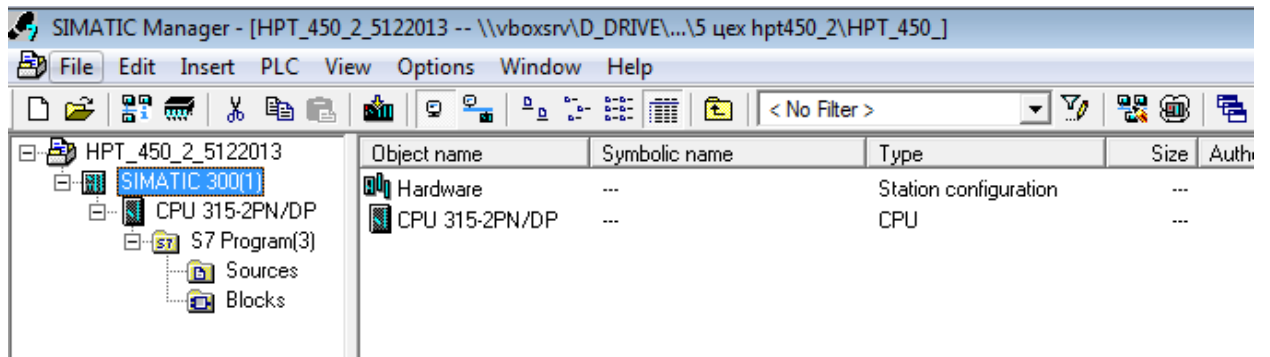 SIMATIC Manager - [HPT_450_2_5122013 -- \\vboxsrv\D_DRIVE\...\5 цех hpt450_2\HPT_450_]
File Edit Insert PLC View Options Window Help
< No Filter >
HPT_450_2_5122013
SIMATIC 300(1)
CPU 315-2PN/DP
S7 Program(3)
Sources
Blocks
Object name Symbolic name Type Size Autho
Hardware --- Station configuration ---
CPU 315-2PN/DP --- CPU ---